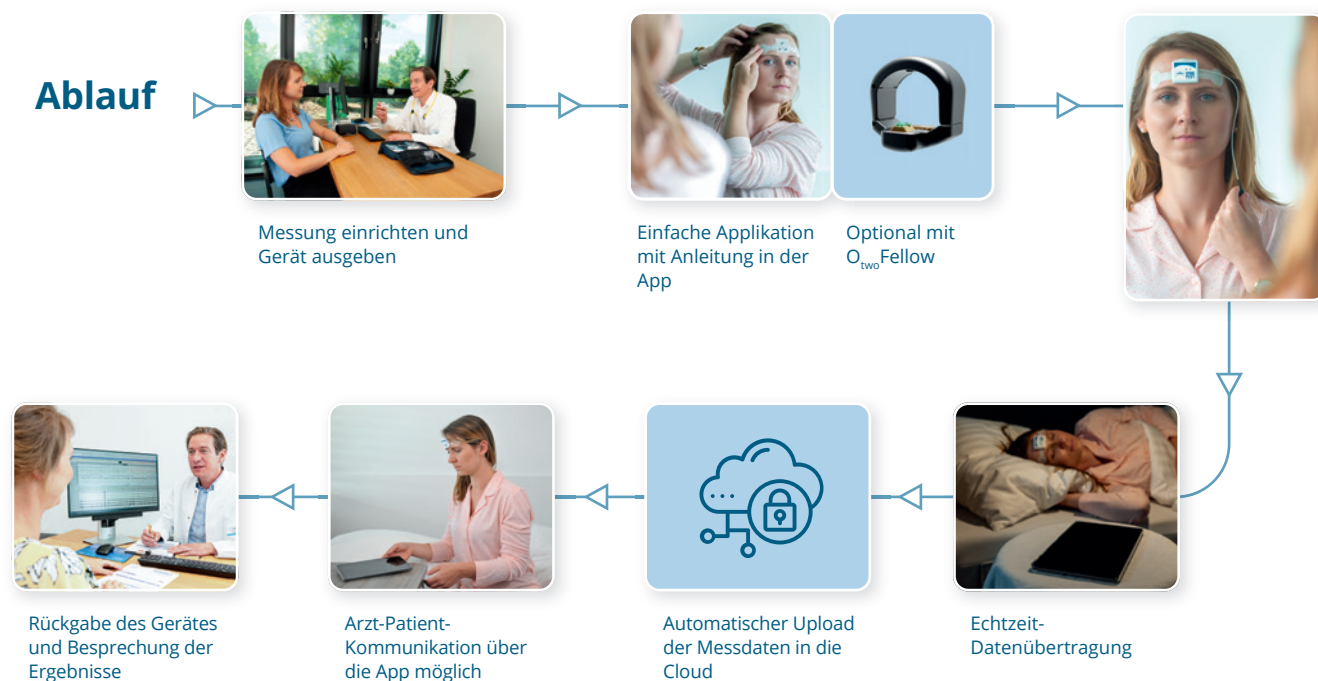 Ablauf
Messung einrichten und
Gerät ausgeben
Einfache Applikation
mit Anleitung in der
App
Optional mit
OtwoFellow
Echtzeit-
Datenübertragung
Automatischer Upload
der Messdaten in die
Cloud
Arzt-Patient-
Kommunikation über
die App möglich
Rückgabe des Gerätes
und Besprechung der
Ergebnisse